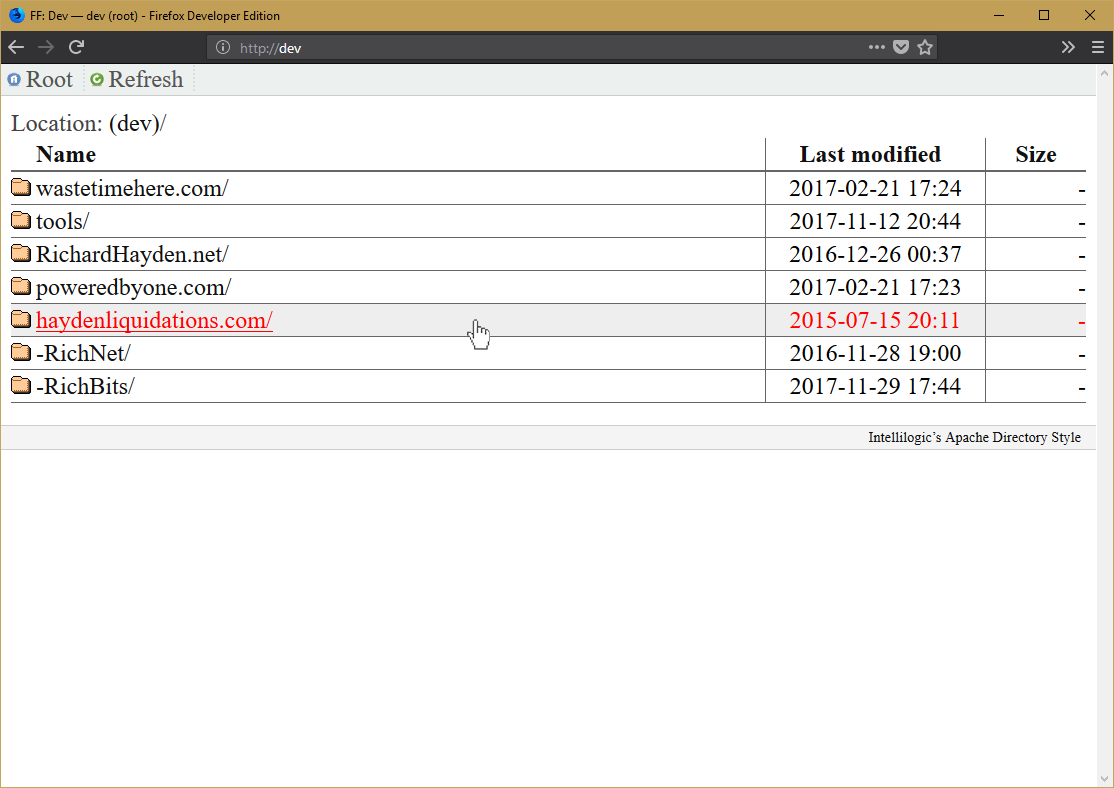 FF: Dev — dev (root) - Firefox Developer Edition
http://dev
Root Refresh
Location: (dev)/
Name Last modified Size
wastetimehere.com/ 2017-02-21 17:24 -
tools/ 2017-11-12 20:44 -
RichardHayden.net/ 2016-12-26 00:37 -
poweredbyone.com/ 2017-02-21 17:23 -
haydenliquidations.com/ 2015-07-15 20:11 -
-RichNet/ 2016-11-28 19:00 -
-RichBits/ 2017-11-29 17:44 -
Intellilogic’s Apache Directory Style